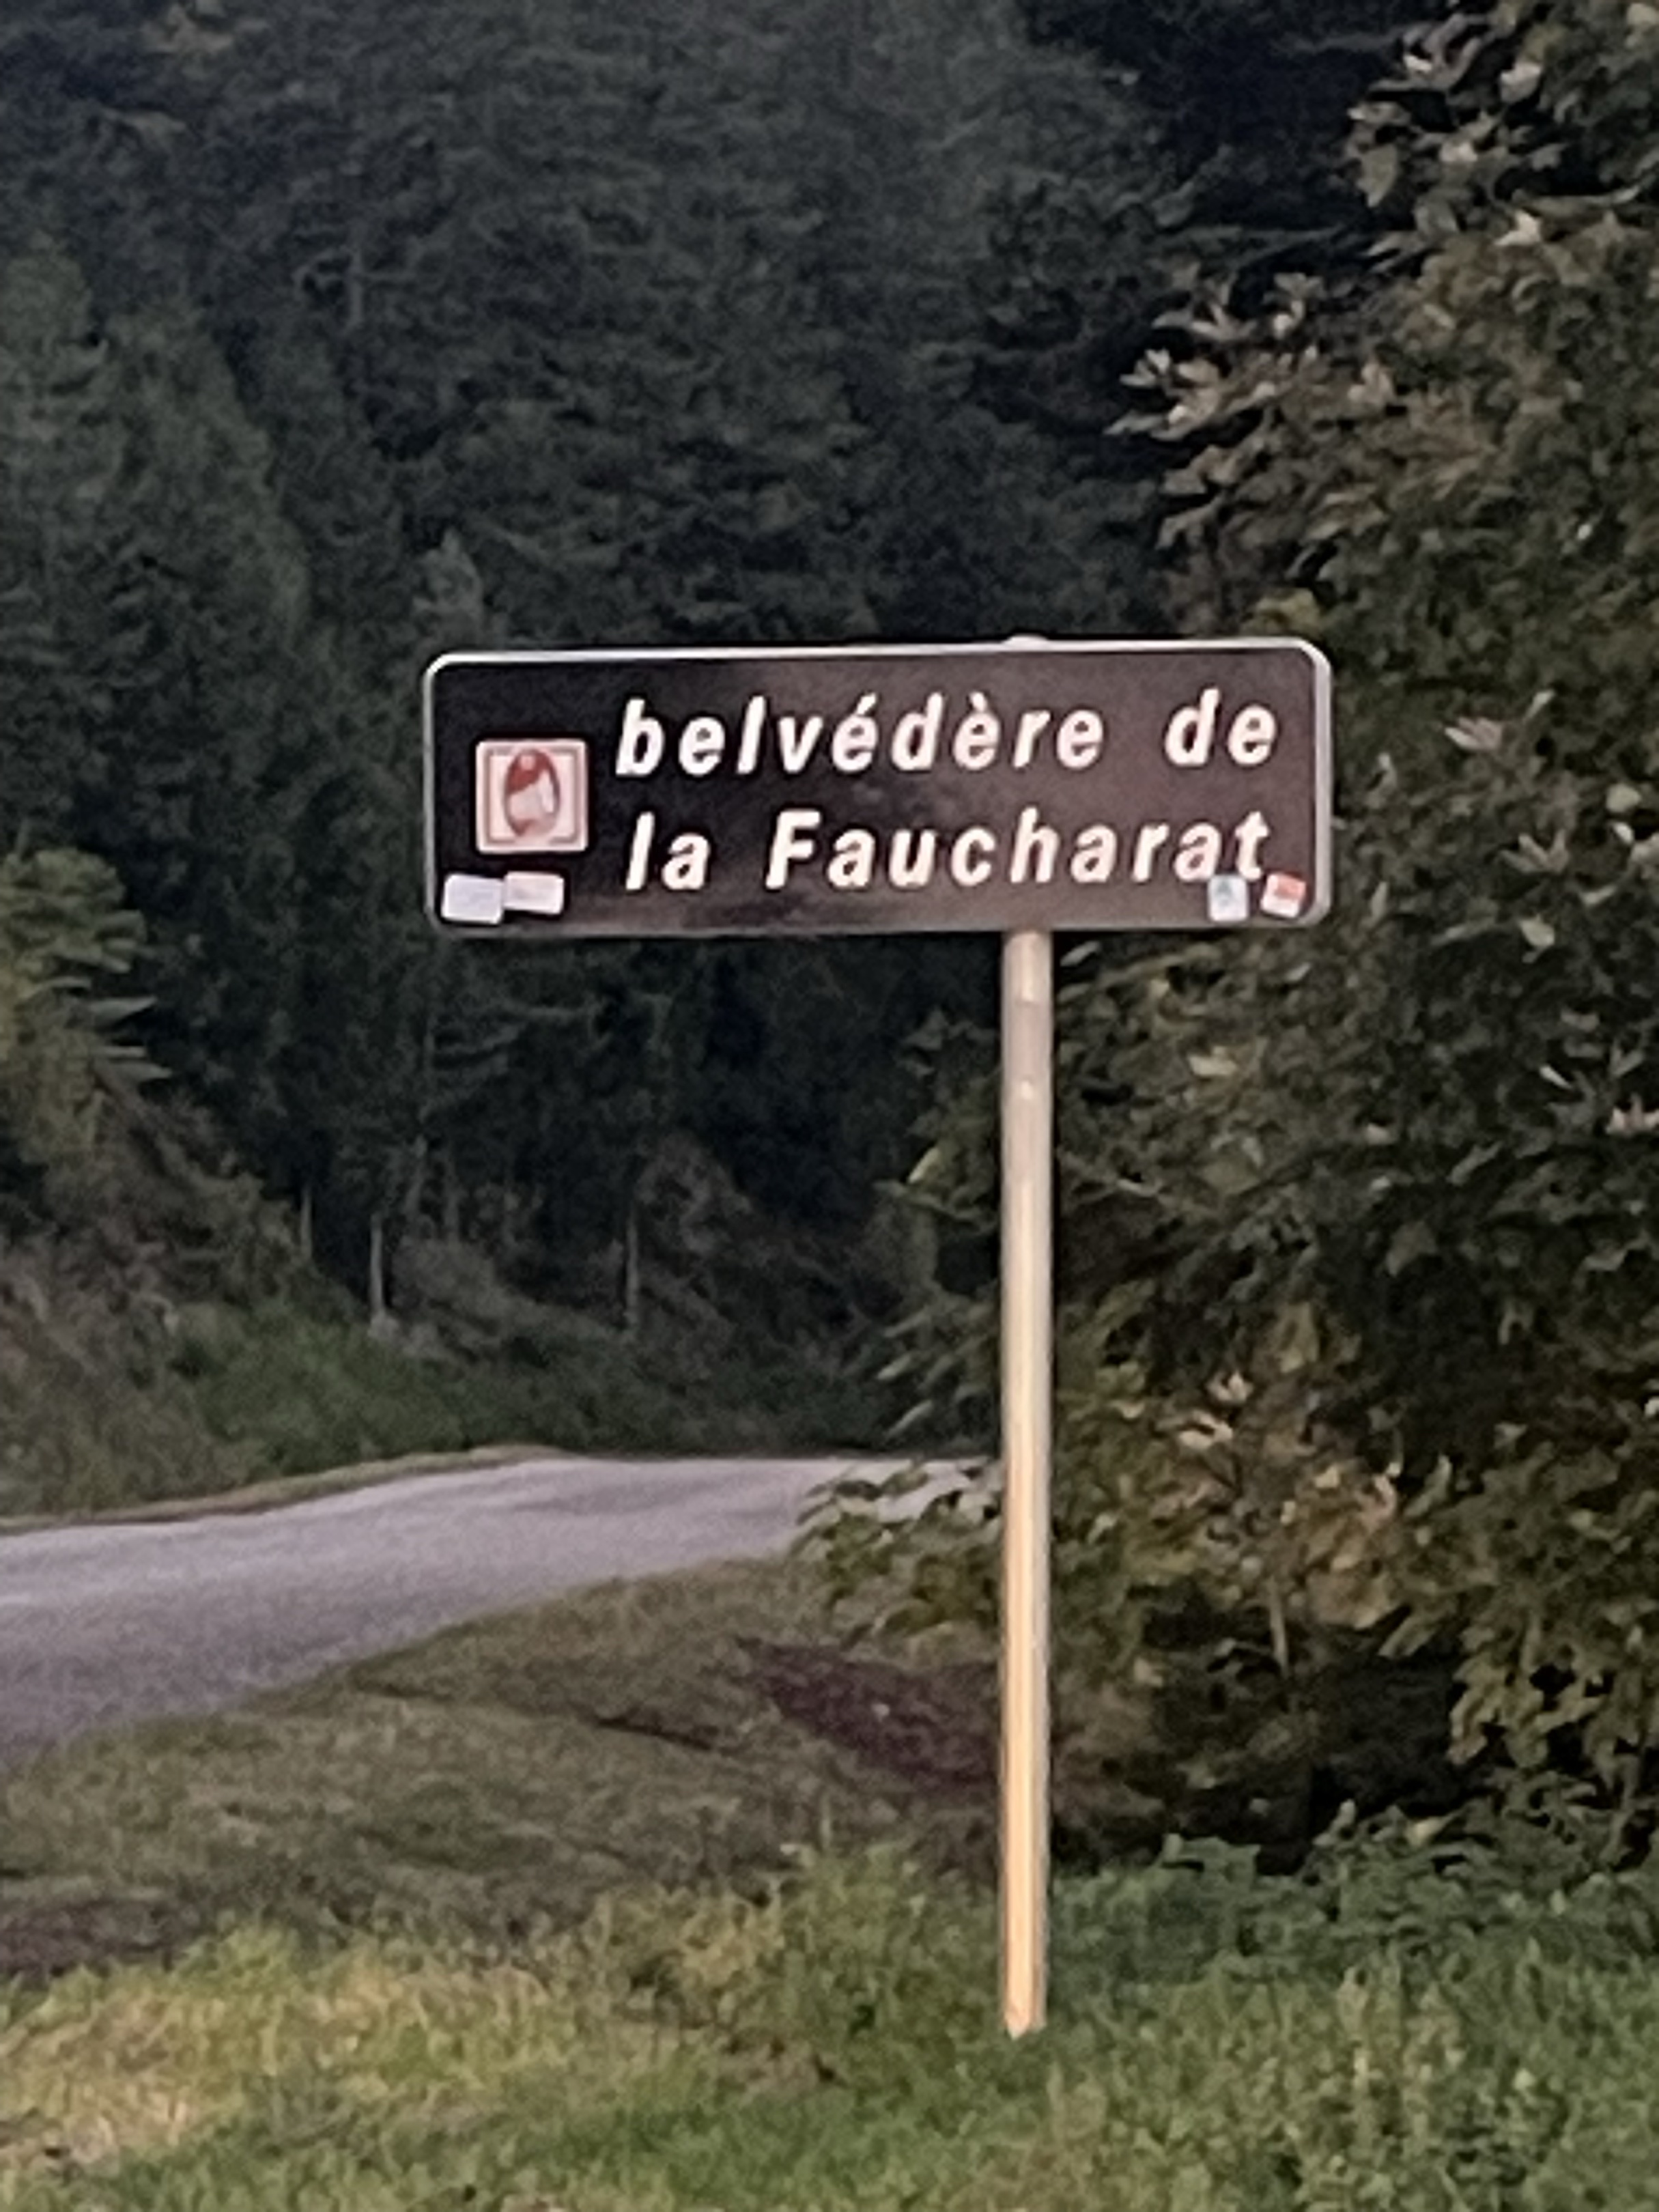 belvédère de
la Faucharat